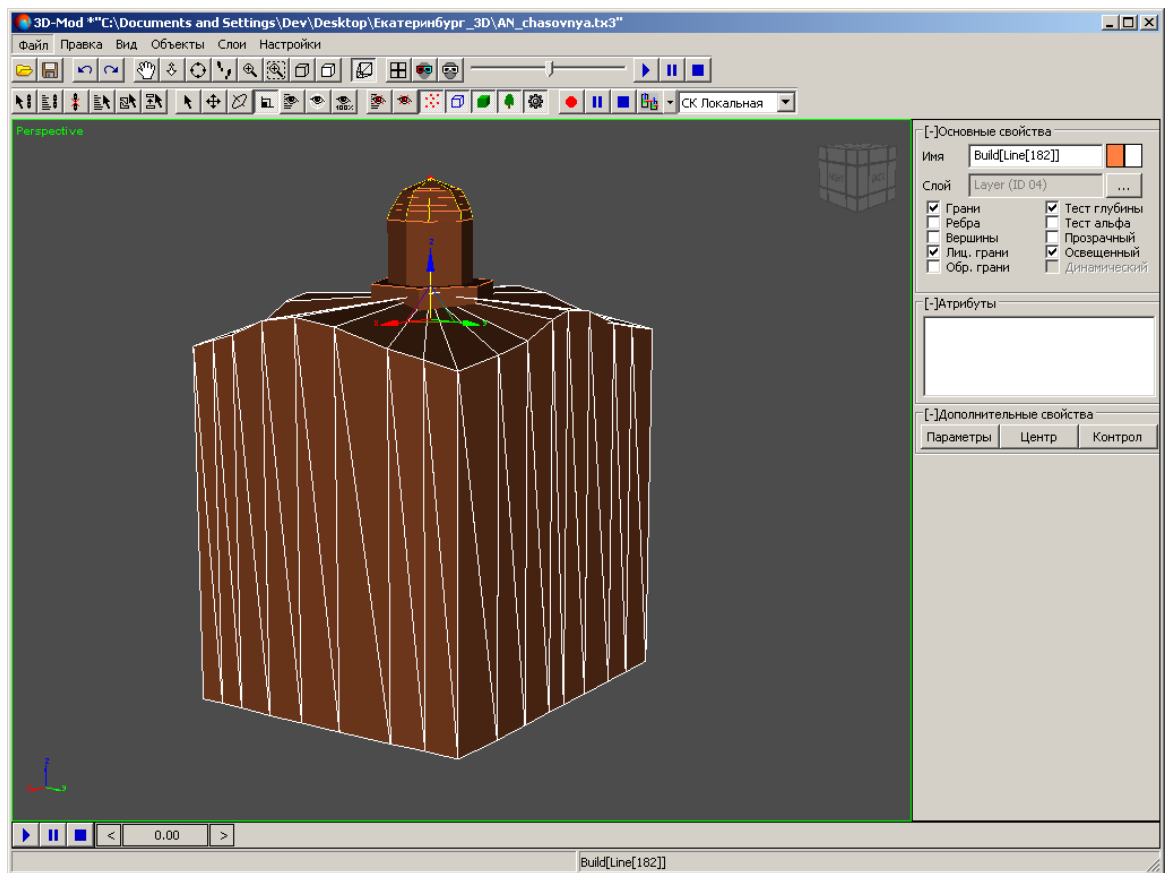 3D-Mod *"C:\Documents and Settings\Dev\Desktop\Екатеринбург_3D\AN_chasovnya.tx3"
Файл Правка Вид Объекты Слои Настройки
100%
СК Локальная
Perspective
[-]Основные свойства
Имя Build[Line[182]]
Слой Layer (ID 04) ...
Грани Тест глубины
Ребра Тест альфа
Вершины Прозрачный
Лиц. грани Освещенный
Обр. грани Динамический
[-]Атрибуты
[-]Дополнительные свойства
Параметры Центр Контрол
z
x y
z
< 0.00 >
Build[Line[182]]